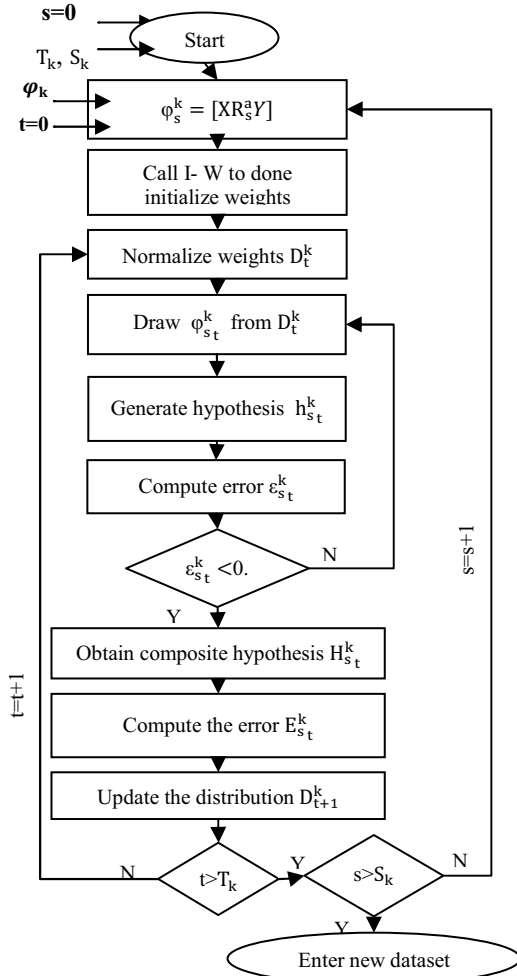 s=0
Start
T_k, S_k
φ_k
t=0
φ_s^k = [XR_s^a Y]
Call I- W to done
initialize weights
Normalize weights D_t^k
Draw φ_{s_t}^k from D_t^k
Generate hypothesis h_{s_t}^k
Compute error ε_{s_t}^k
ε_{s_t}^k <0.
N
Y
Obtain composite hypothesis H_{s_t}^k
Compute the error E_{s_t}^k
Update the distribution D_{t+1}^k
t=t+1
s=s+1
N
t>T_k
Y
s>S_k
N
Y
Enter new dataset